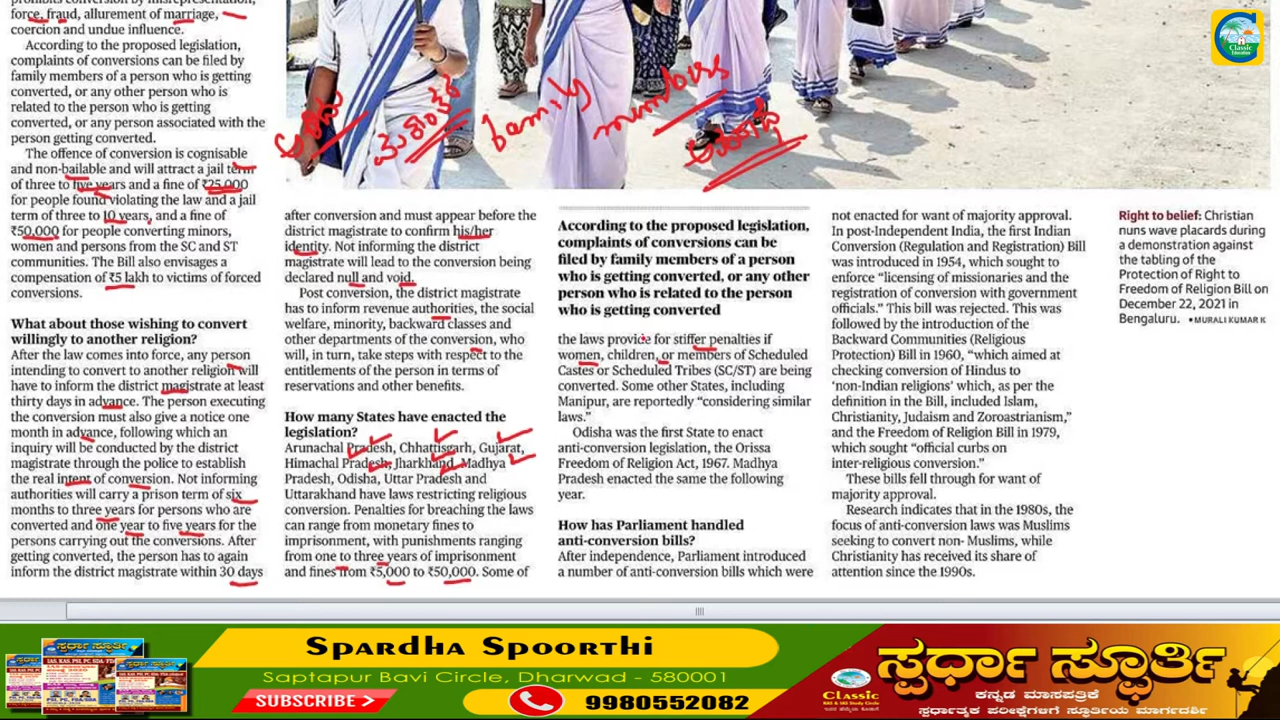 prohibits conversion by misrepresentation,
force, fraud, allurement of marriage,
coercion and undue influence.
According to the proposed legislation,
complaints of conversions can be filed by
family members of a person who is getting
converted, or any other person who is
related to the person who is getting
converted, or any person associated with the
person getting converted.
The offence of conversion is cognisable
and non-bailable and will attract a jail term
of three to five years and a fine of ₹25,000
for people found violating the law and a jail
term of three to 10 years, and a fine of
₹50,000 for people converting minors,
women and persons from the SC and ST
communities. The Bill also envisages a
compensation of ₹5 lakh to victims of forced
conversions.
What about those wishing to convert
willingly to another religion?
After the law comes into force, any person
intending to convert to another religion will
have to inform the district magistrate at least
thirty days in advance. The person executing
the conversion must also give a notice one
month in advance, following which an
inquiry will be conducted by the district
magistrate through the police to establish
the real intent of conversion. Not informing
authorities will carry a prison term of six
months to three years for persons who are
converted and one year to five years for the
persons carrying out the conversions. After
getting converted, the person has to again
inform the district magistrate within 30 days
family members
after conversion and must appear before the
district magistrate to confirm his/her
identity. Not informing the district
magistrate will lead to the conversion being
declared null and void.
Post conversion, the district magistrate
has to inform revenue authorities, the social
welfare, minority, backward classes and
other departments of the conversion, who
will, in turn, take steps with respect to the
entitlements of the person in terms of
reservations and other benefits.
How many States have enacted the
legislation?
Arunachal Pradesh, Chhattisgarh, Gujarat,
Himachal Pradesh, Jharkhand, Madhya
Pradesh, Odisha, Uttar Pradesh and
Uttarakhand have laws restricting religious
conversion. Penalties for breaching the laws
can range from monetary fines to
imprisonment, with punishments ranging
from one to three years of imprisonment
and fines from ₹5,000 to ₹50,000. Some of
According to the proposed legislation,
complaints of conversions can be
filed by family members of a person
who is getting converted, or any other
person who is related to the person
who is getting converted
the laws provide for stiffer penalties if
women, children, or members of Scheduled
Castes or Scheduled Tribes (SC/ST) are being
converted. Some other States, including
Manipur, are reportedly “considering similar
laws.”
Odisha was the first State to enact
anti-conversion legislation, the Orissa
Freedom of Religion Act, 1967. Madhya
Pradesh enacted the same the following
year.
How has Parliament handled
anti-conversion bills?
After independence, Parliament introduced
a number of anti-conversion bills which were
not enacted for want of majority approval.
In post-Independent India, the first Indian
Conversion (Regulation and Registration) Bill
was introduced in 1954, which sought to
enforce “licensing of missionaries and the
registration of conversion with government
officials.” This bill was rejected. This was
followed by the introduction of the
Backward Communities (Religious
Protection) Bill in 1960, “which aimed at
checking conversion of Hindus to
‘non-Indian religions’ which, as per the
definition in the Bill, included Islam,
Christianity, Judaism and Zoroastrianism,”
and the Freedom of Religion Bill in 1979,
which sought “official curbs on
inter-religious conversion.”
These bills fell through for want of
majority approval.
Research indicates that in the 1980s, the
focus of anti-conversion laws was Muslims
seeking to convert non- Muslims, while
Christianity has received its share of
attention since the 1990s.
Right to belief: Christian
nuns wave placards during
a demonstration against
the tabling of the
Protection of Right to
Freedom of Religion Bill on
December 22, 2021 in
Bengaluru. • MURALI KUMAR K
Classic
Education
Spardha Spoorthi
Saptapur Bavi Circle, Dharwad - 580001
SUBSCRIBE
9980552082
ಸ್ಪರ್ಧಾ ಸ್ಫೂರ್ತಿ
ಕನ್ನಡ ಮಾಸಪತ್ರಿಕೆ
ಸ್ಪರ್ಧಾತ್ಮಕ ಪರೀಕ್ಷೆಗಳಿಗೆ ಸ್ಫೂರ್ತಿಯ ಮಾರ್ಗದರ್ಶಿ
Classic
KAS & IAS Study Circle